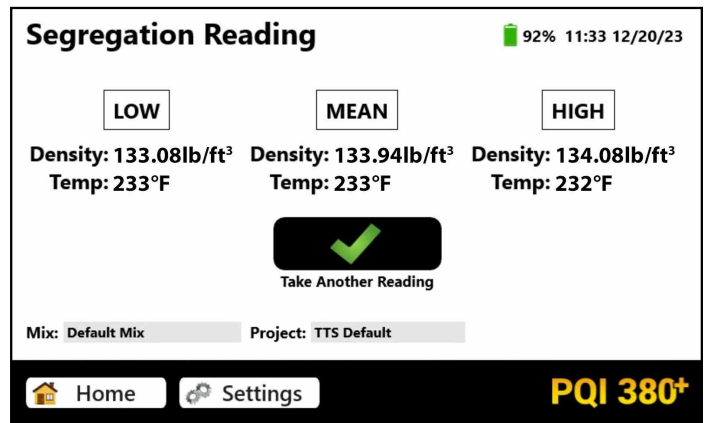 Segregation Reading
92% 11:33 12/20/23
LOW MEAN HIGH
Density: 133.08lb/ft³ Density: 133.94lb/ft³ Density: 134.08lb/ft³
Temp: 233°F Temp: 233°F Temp: 232°F
Take Another Reading
Mix: Default Mix Project: TTS Default
Home Settings PQI 380+